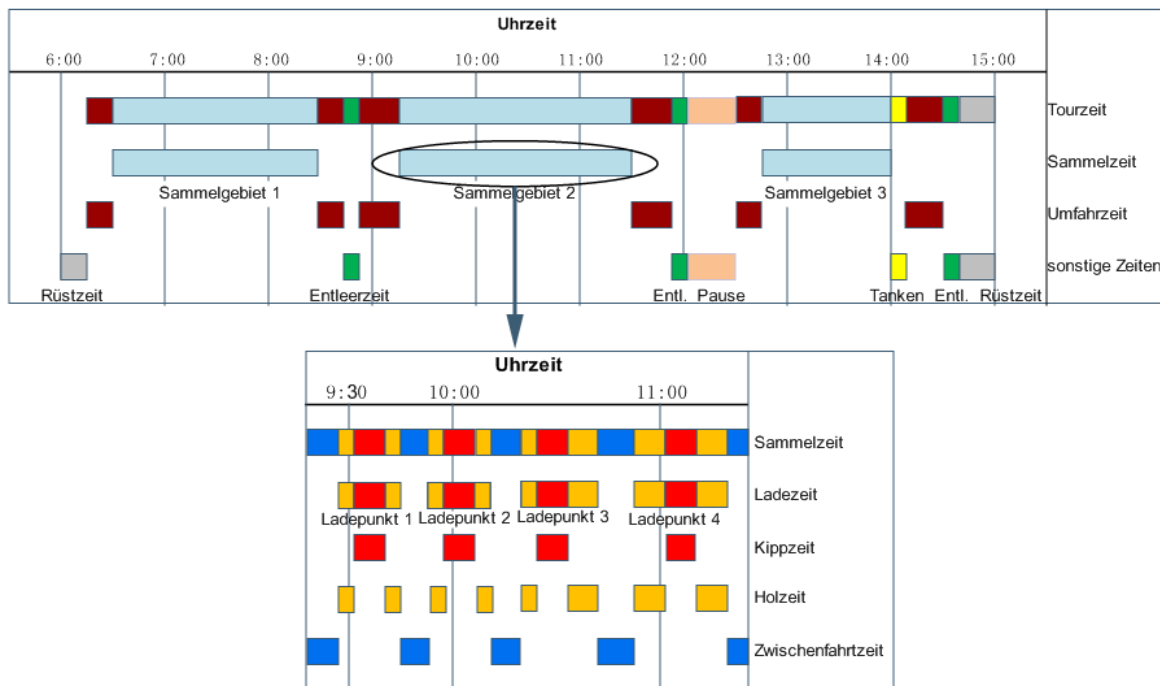 Uhrzeit
6:00 7:00 8:00 9:00 10:00 11:00 12:00 13:00 14:00 15:00
Tourzeit
Sammelzeit
Sammelgebiet 1 Sammelgebiet 2 Sammelgebiet 3
Umfahrzeit
sonstige Zeiten
Rüstzeit Entleerzeit Entl. Pause Tanken Entl. Rüstzeit
Uhrzeit
9:30 10:00 11:00
Sammelzeit
Ladezeit
Ladepunkt 1 Ladepunkt 2 Ladepunkt 3 Ladepunkt 4
Kippzeit
Holzeit
Zwischenfahrtzeit